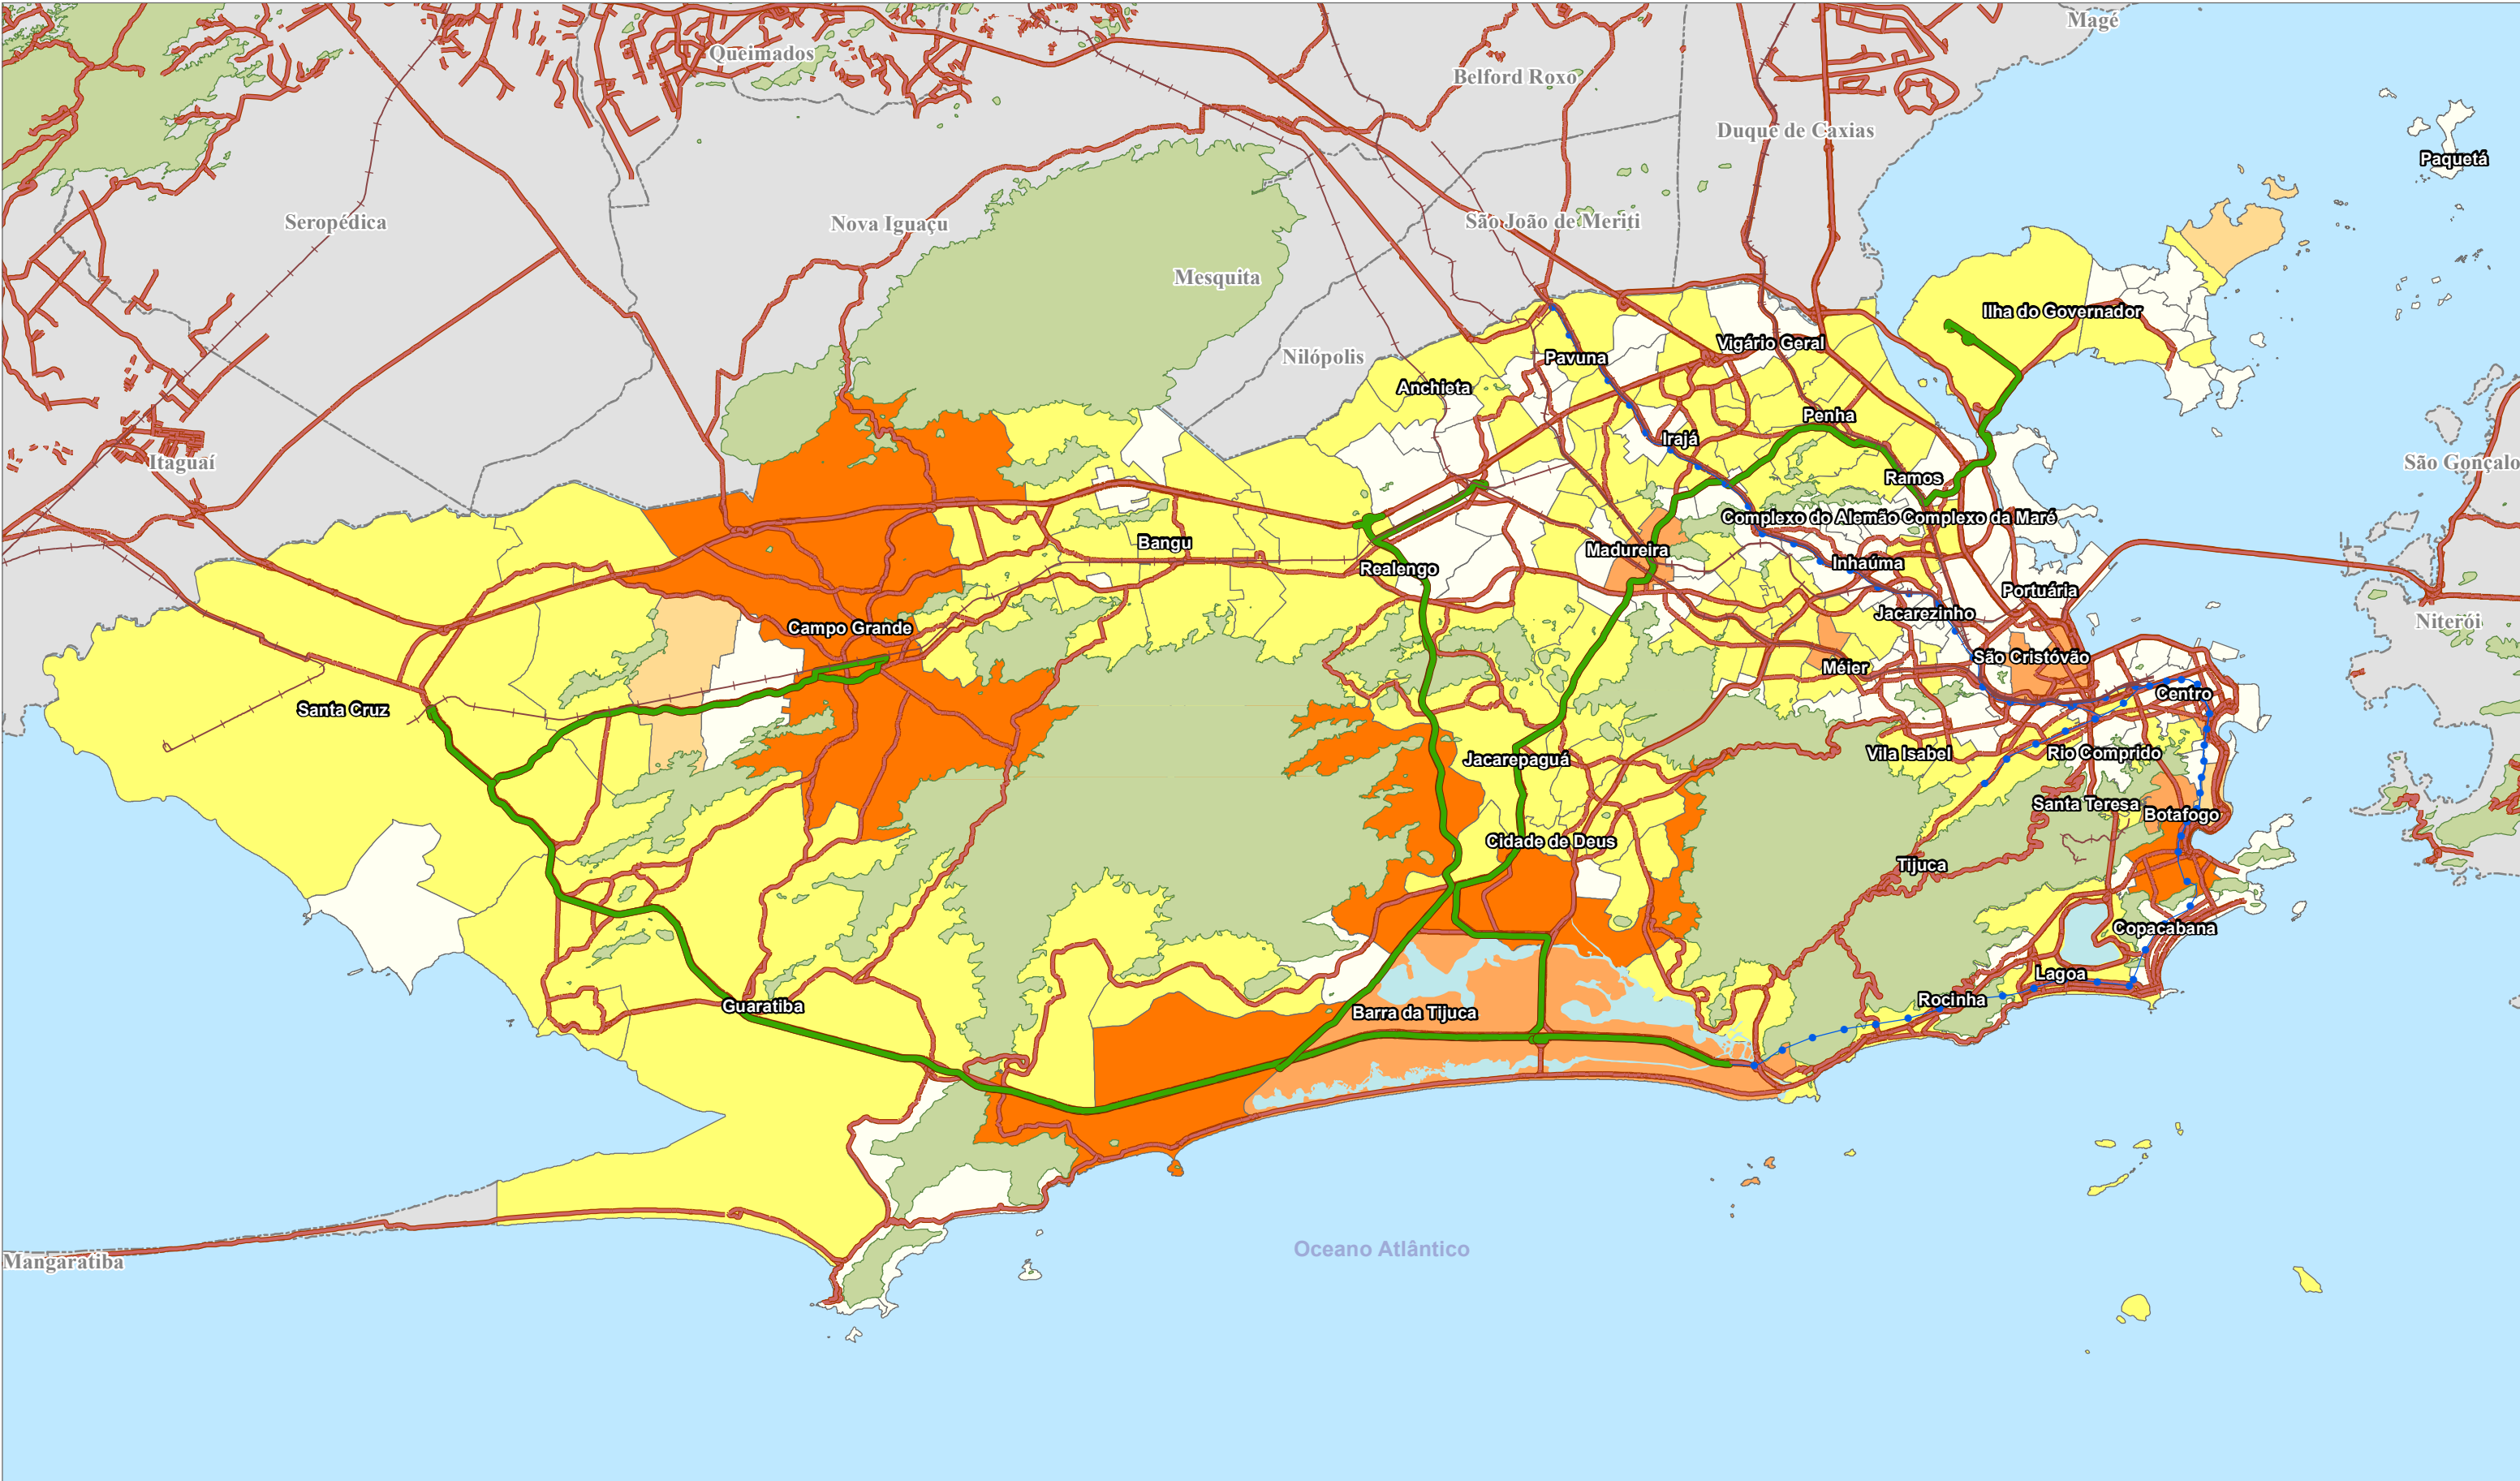 Magé
Queimados
Belford Roxo
Duque de Caxias
Paquetá
Seropédica
Nova Iguaçu
São João de Meriti
Mesquita
Ilha do Governador
Vigário Geral
Nilópolis
Pavuna
Anchieta
Penha
Irajá
Itaguaí
São Gonçalo
Ramos
Complexo do Alemão
Complexo da Maré
Bangu
Madureira
Realengo
Inhaúma
Portuária
Jacarezinho
Niterói
Campo Grande
São Cristóvão
Méier
Centro
Santa Cruz
Vila Isabel
Rio Comprido
Jacarepaguá
Santa Teresa
Botafogo
Cidade de Deus
Tijuca
Copacabana
Lagoa
Rocinha
Guaratiba
Barra da Tijuca
Oceano Atlântico
Mangaratiba